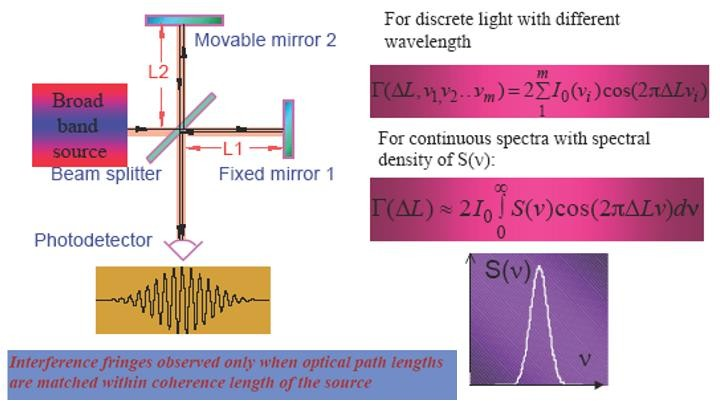 Movable mirror 2
L2
Broad
band
source
L1
Beam splitter
Fixed mirror 1
Photodetector
Interference fringes observed only when optical path lengths
are matched within coherence length of the source
For discrete light with different
wavelength
Γ(ΔL, ν₁,ν₂..νₘ) = 2∑I₀(νᵢ)cos(2πΔLνᵢ)
m
1
For continuous spectra with spectral
density of S(ν):
Γ(ΔL) ≈ 2I₀ ∫ S(ν)cos(2πΔLν)dν
∞
0
S(ν)
ν